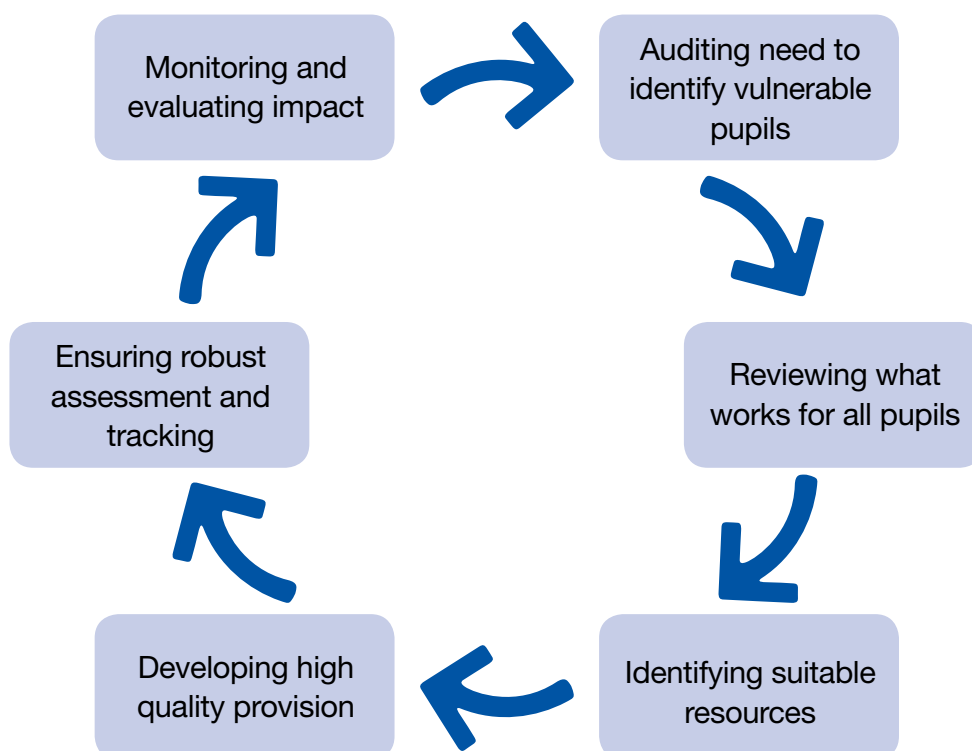 Monitoring and
evaluating impact
Auditing need to
identify vulnerable
pupils
Reviewing what
works for all pupils
Identifying suitable
resources
Developing high
quality provision
Ensuring robust
assessment and
tracking